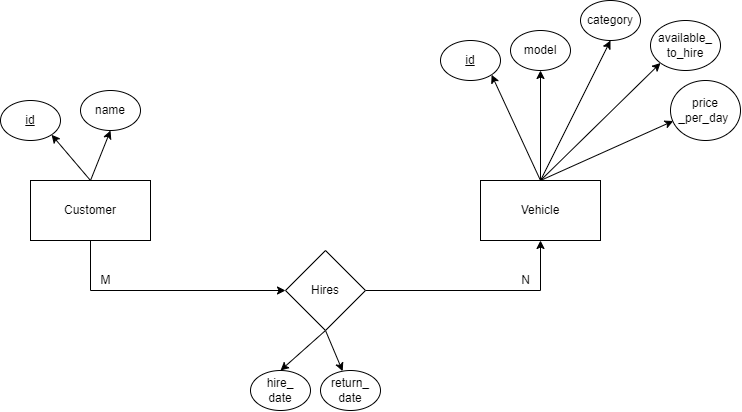 category
model
available_
to_hire
id
price
_per_day
id
name
Customer
Vehicle
M
Hires
N
hire_
date
return_
date